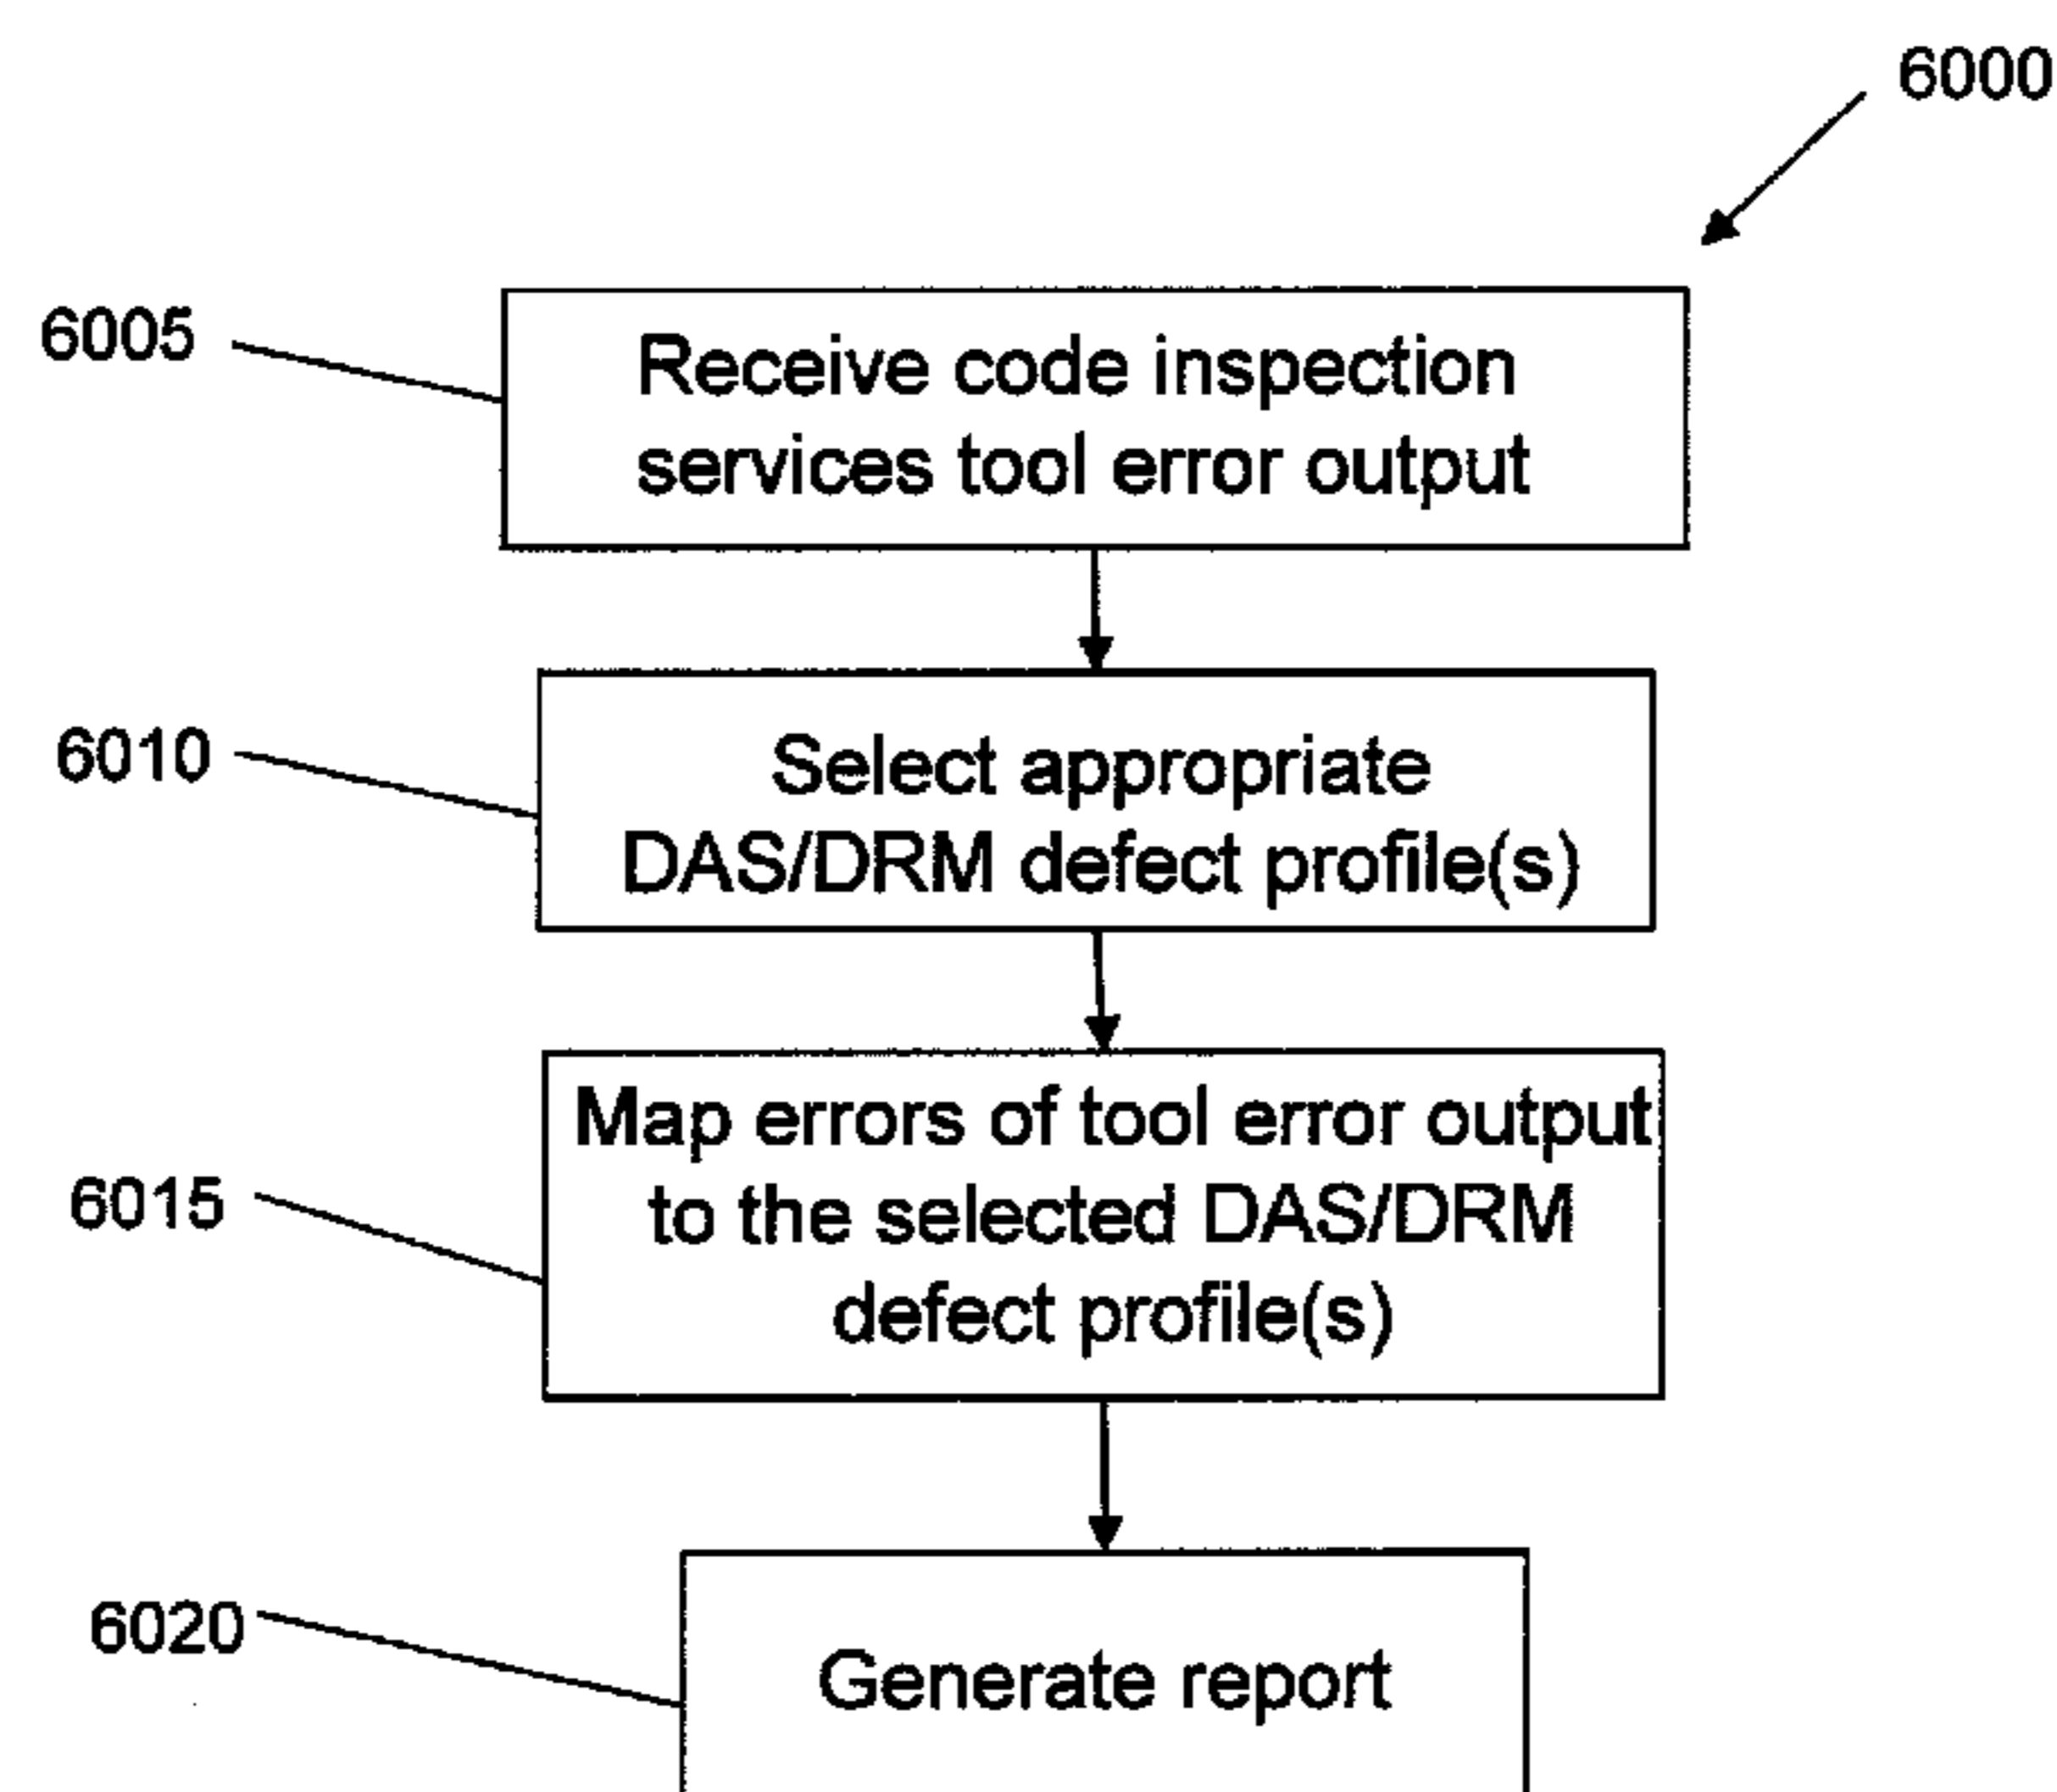 6000
6005
Receive code inspection
services tool error output
6010
Select appropriate
DAS/DRM defect profile(s)
6015
Map errors of tool error output
to the selected DAS/DRM
defect profile(s)
6020
Generate report